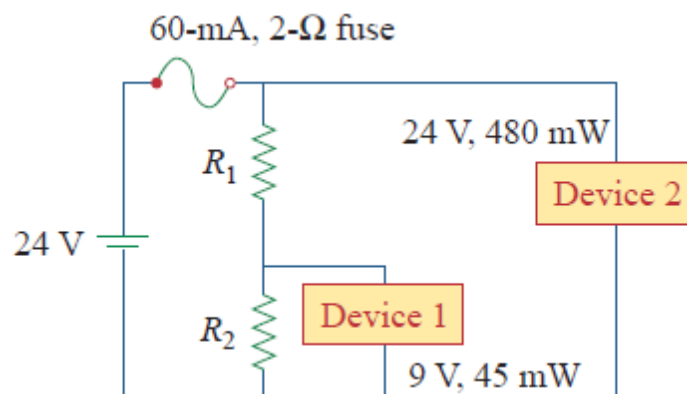 60-mA, 2-Ω fuse
24 V, 480 mW
R1
Device 2
24 V
Device 1
R2
9 V, 45 mW